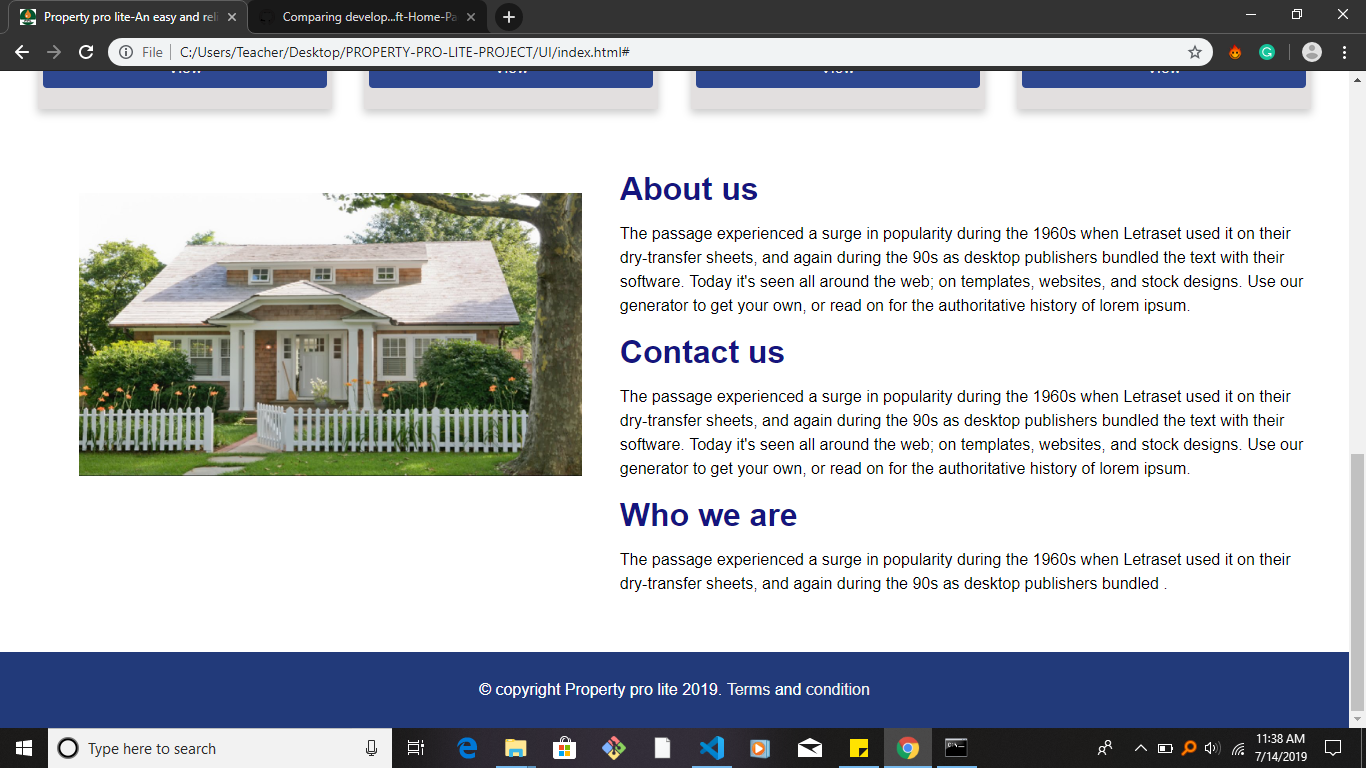 Property pro lite-An easy and reli
Comparing develop...ft-Home-Pa
File
C:/Users/Teacher/Desktop/PROPERTY-PRO-LITE-PROJECT/UI/index.html#
View View View View
About us
The passage experienced a surge in popularity during the 1960s when Letraset used it on their
dry-transfer sheets, and again during the 90s as desktop publishers bundled the text with their
software. Today it's seen all around the web; on templates, websites, and stock designs. Use our
generator to get your own, or read on for the authoritative history of lorem ipsum.
Contact us
The passage experienced a surge in popularity during the 1960s when Letraset used it on their
dry-transfer sheets, and again during the 90s as desktop publishers bundled the text with their
software. Today it's seen all around the web; on templates, websites, and stock designs. Use our
generator to get your own, or read on for the authoritative history of lorem ipsum.
Who we are
The passage experienced a surge in popularity during the 1960s when Letraset used it on their
dry-transfer sheets, and again during the 90s as desktop publishers bundled .
© copyright Property pro lite 2019. Terms and condition
Type here to search
11:38 AM
7/14/2019